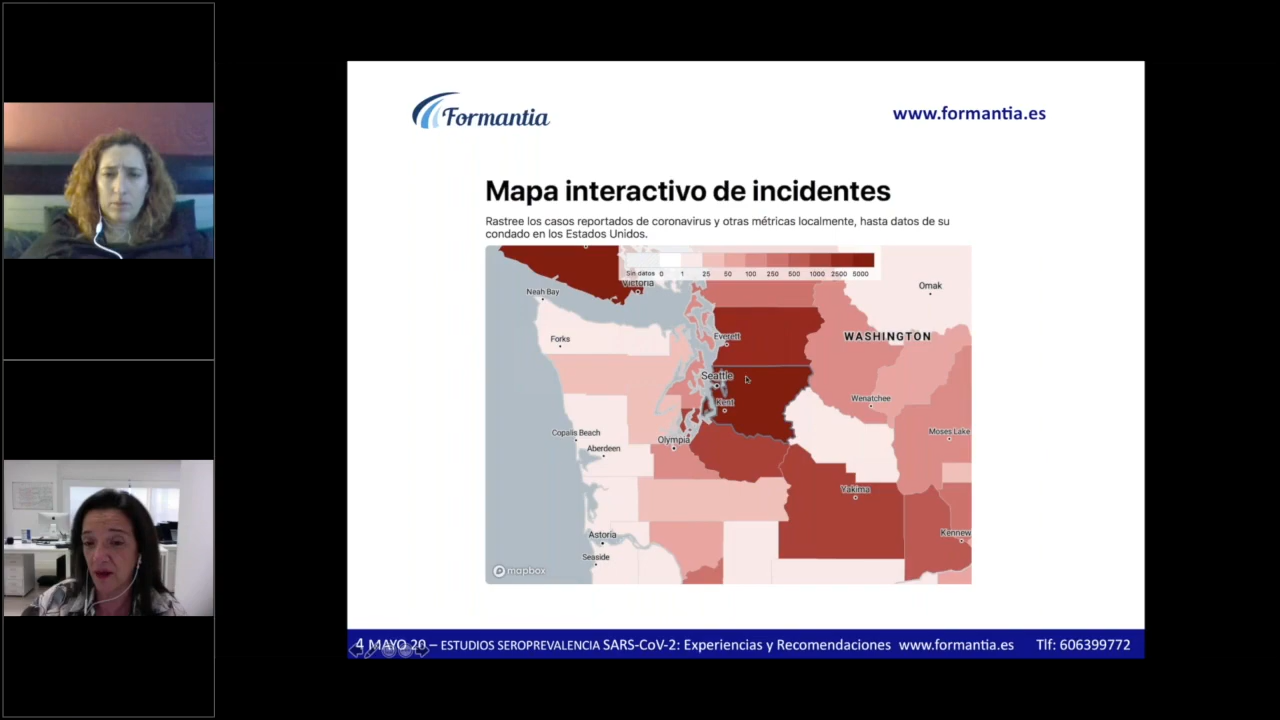 Formantia
www.formantia.es
Mapa interactivo de incidentes
Rastree los casos reportados de coronavirus y otras métricas localmente, hasta datos de su
condado en los Estados Unidos.
Sin datos 0 1 25 50 100 250 500 1000 2500 5000
Victoria
Omak
Neah Bay
Forks
Everett
WASHINGTON
Seattle
Kent
Wenatchee
Copalis Beach
Moses Lake
Olympia
Aberdeen
Yakima
Astoria
Kennew
Seaside
mapbox
4 MAYO 20 – ESTUDIOS SEROPREVALENCIA SARS-CoV-2: Experiencias y Recomendaciones www.formantia.es Tlf: 606399772